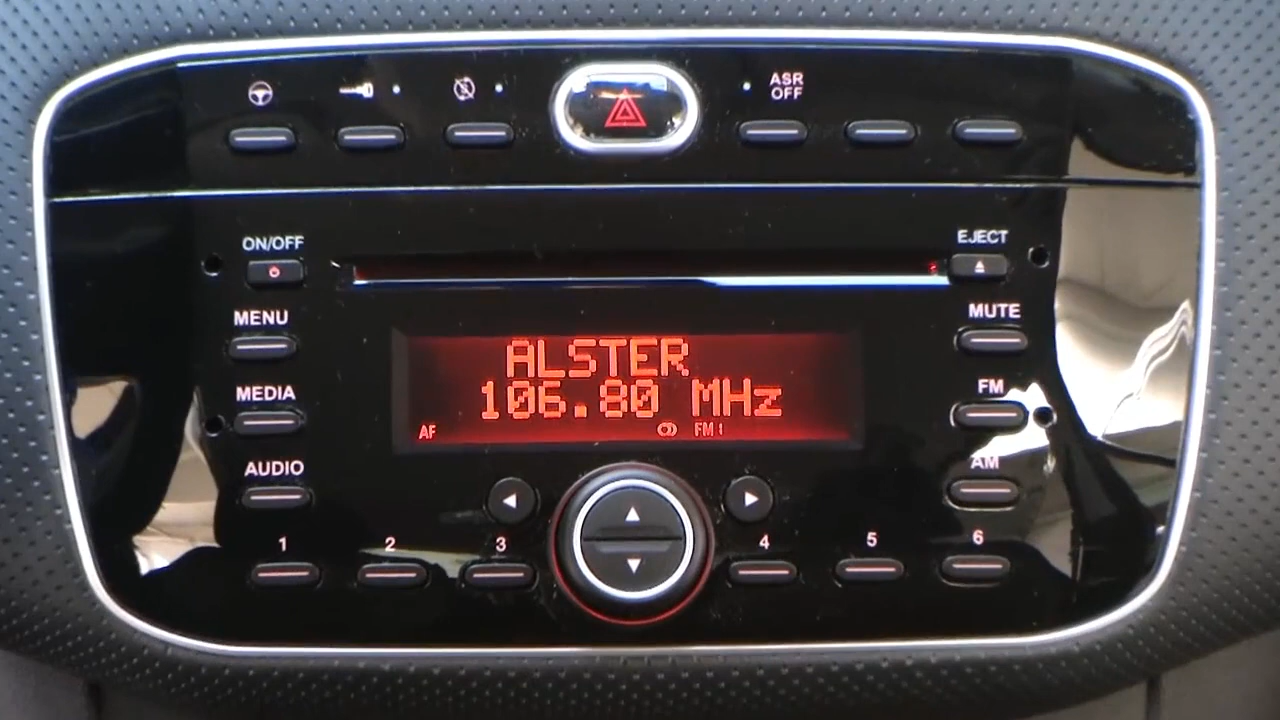 ASR
OFF
ON/OFF
EJECT
MENU
MUTE
MEDIA
FM
AUDIO
AM
ALSTER
106.80 MHz
AF
FM1
1
2
3
4
5
6